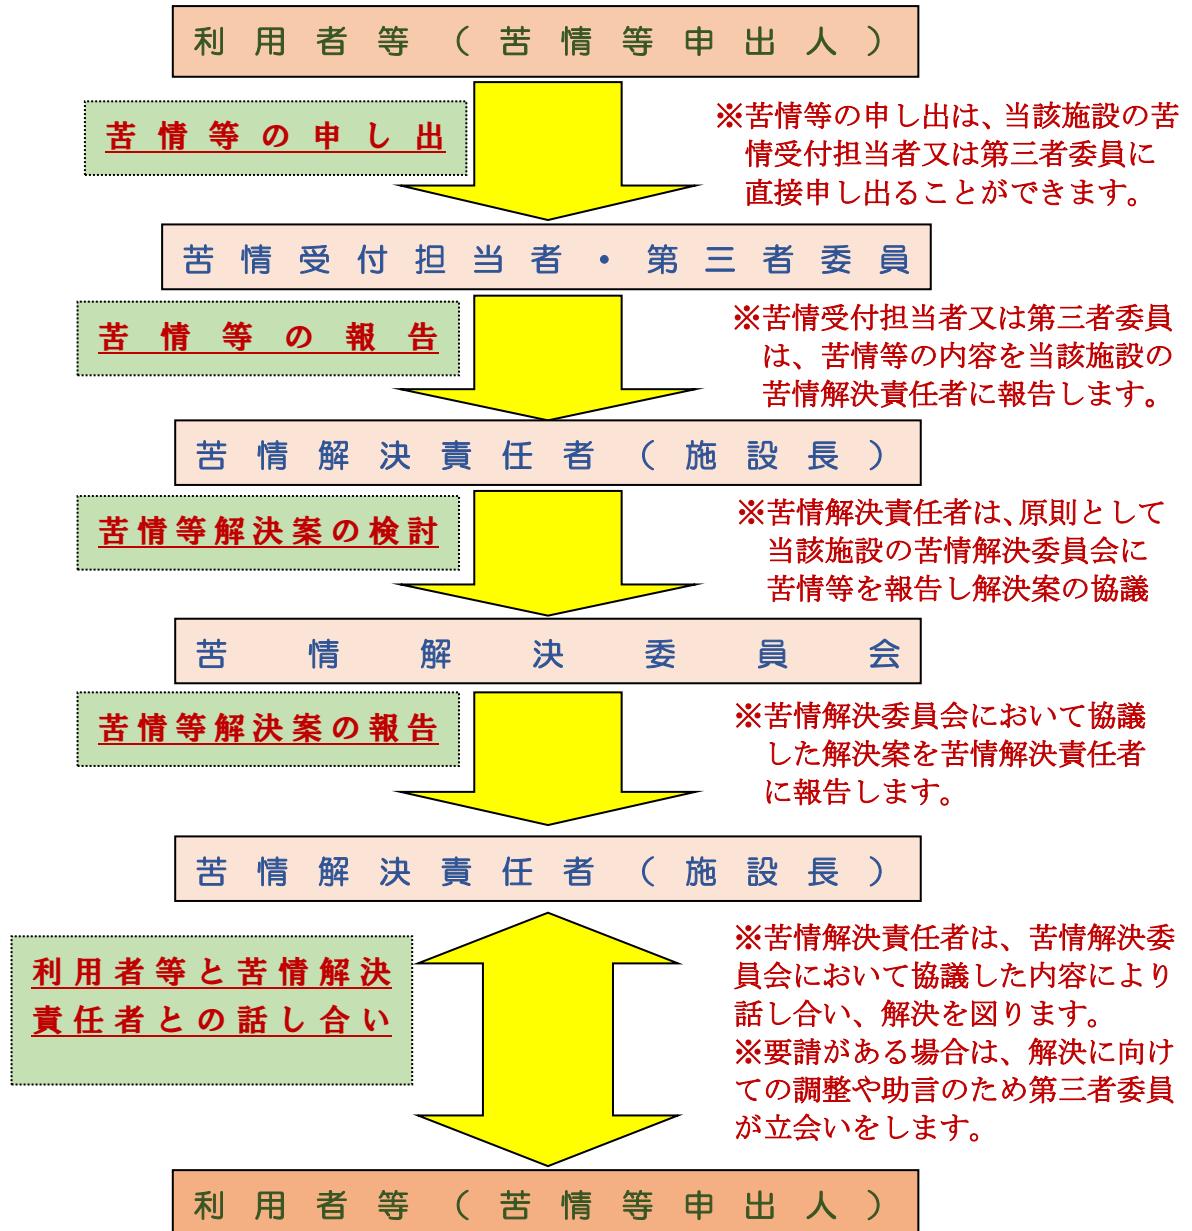 利用者等（苦情等申出人）
苦情等の申し出
※苦情等の申し出は、当該施設の苦
情受付担当者又は第三者委員に
直接申し出ることができます。
苦情受付担当者・第三者委員
苦情等の報告
※苦情受付担当者又は第三者委員
は、苦情等の内容を当該施設の
苦情解決責任者に報告します。
苦情解決責任者（施設長）
苦情等解決案の検討
※苦情解決責任者は、原則として
当該施設の苦情解決委員会に
苦情等を報告し解決案の協議
苦情解決委員会
苦情等解決案の報告
※苦情解決委員会において協議
した解決案を苦情解決責任者
に報告します。
苦情解決責任者（施設長）
利用者等と苦情解決
責任者との話し合い
※苦情解決責任者は、苦情解決委
員会において協議した内容により
話し合い、解決を図ります。
※要請がある場合は、解決に向け
ての調整や助言のため第三者委員
が立会いをします。
利用者等（苦情等申出人）